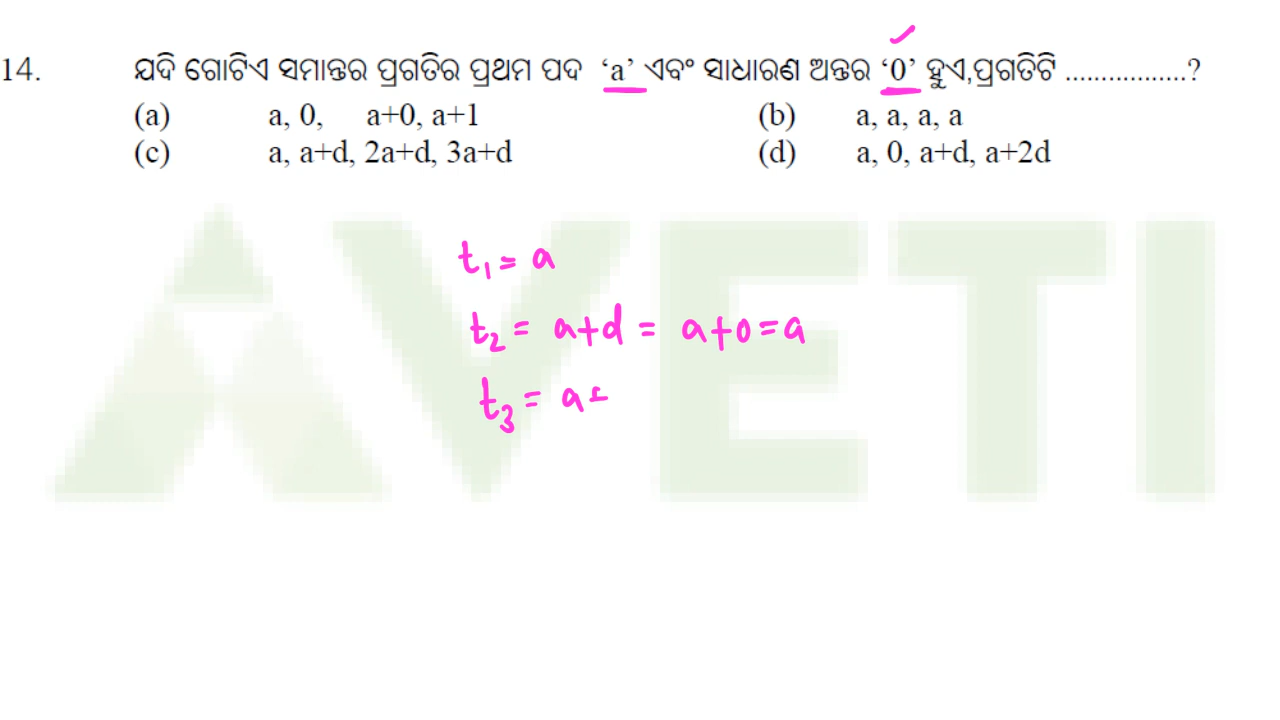 14. ଯଦି ଗୋଟିଏ ସମାନ୍ତର ପ୍ରଗତିର ପ୍ରଥମ ପଦ ‘a’ ଏବଂ ସାଧାରଣ ଅନ୍ତର ‘0’ ହୁଏ,ପ୍ରଗତିଟି .................?
(a) a, 0, a+0, a+1 (b) a, a, a, a
(c) a, a+d, 2a+d, 3a+d (d) a, 0, a+d, a+2d
AVETI
t₁ = a
t₂ = a+d = a+0 = a
t₃ = a